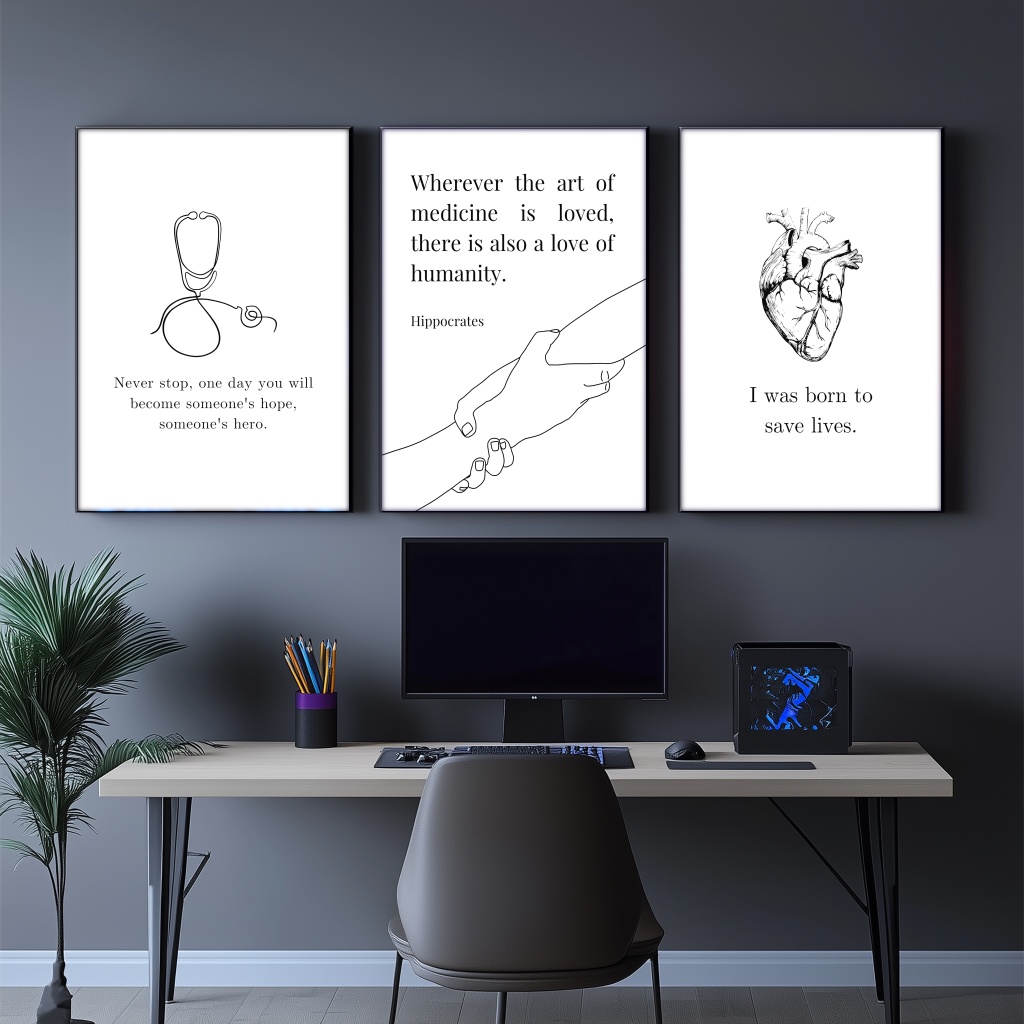 Never stop, one day you will
become someone's hope,
someone's hero.
Wherever the art of
medicine is loved,
there is also a love of
humanity.
Hippocrates
I was born to
save lives.